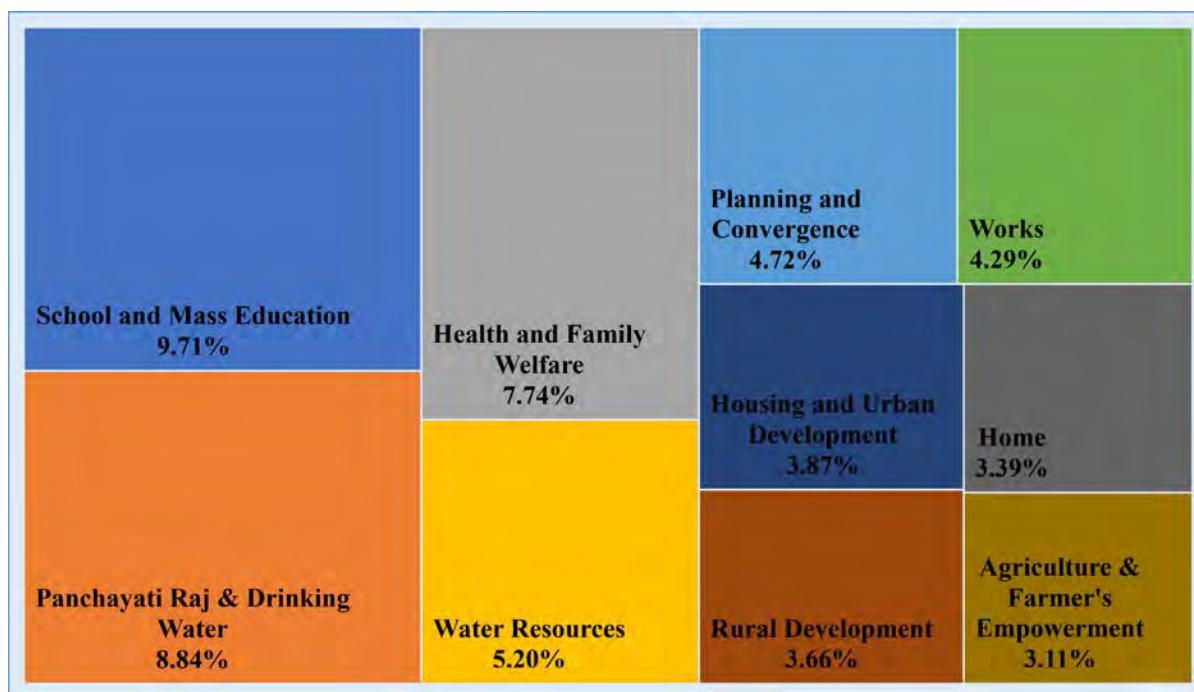 School and Mass Education
9.71%
Panchayati Raj & Drinking
Water
8.84%
Health and Family
Welfare
7.74%
Water Resources
5.20%
Planning and
Convergence
4.72%
Works
4.29%
Housing and Urban
Development
3.87%
Home
3.39%
Rural Development
3.66%
Agriculture &
Farmer's
Empowerment
3.11%